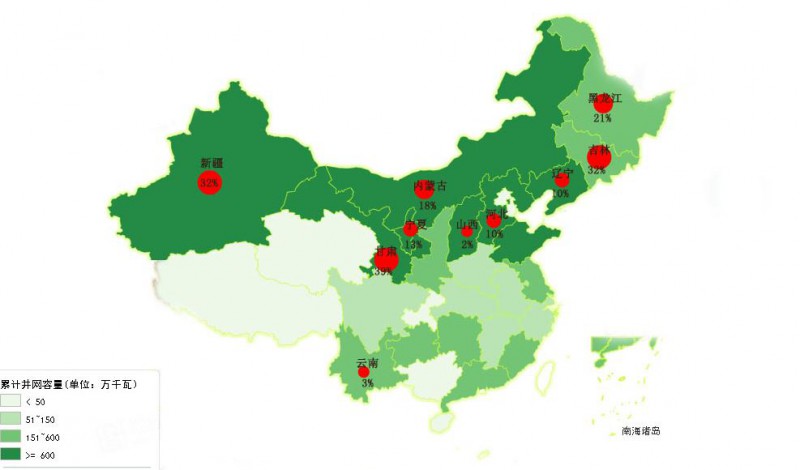 黑龙江
21%
吉林
32%
新疆
32%
辽宁
10%
内蒙古
18%
河北
10%
宁夏
13%
山西
2%
甘肃
39%
云南
3%
累计并网容量(单位: 万千瓦)
< 50
51~150
151~600
>= 600
南海诸岛